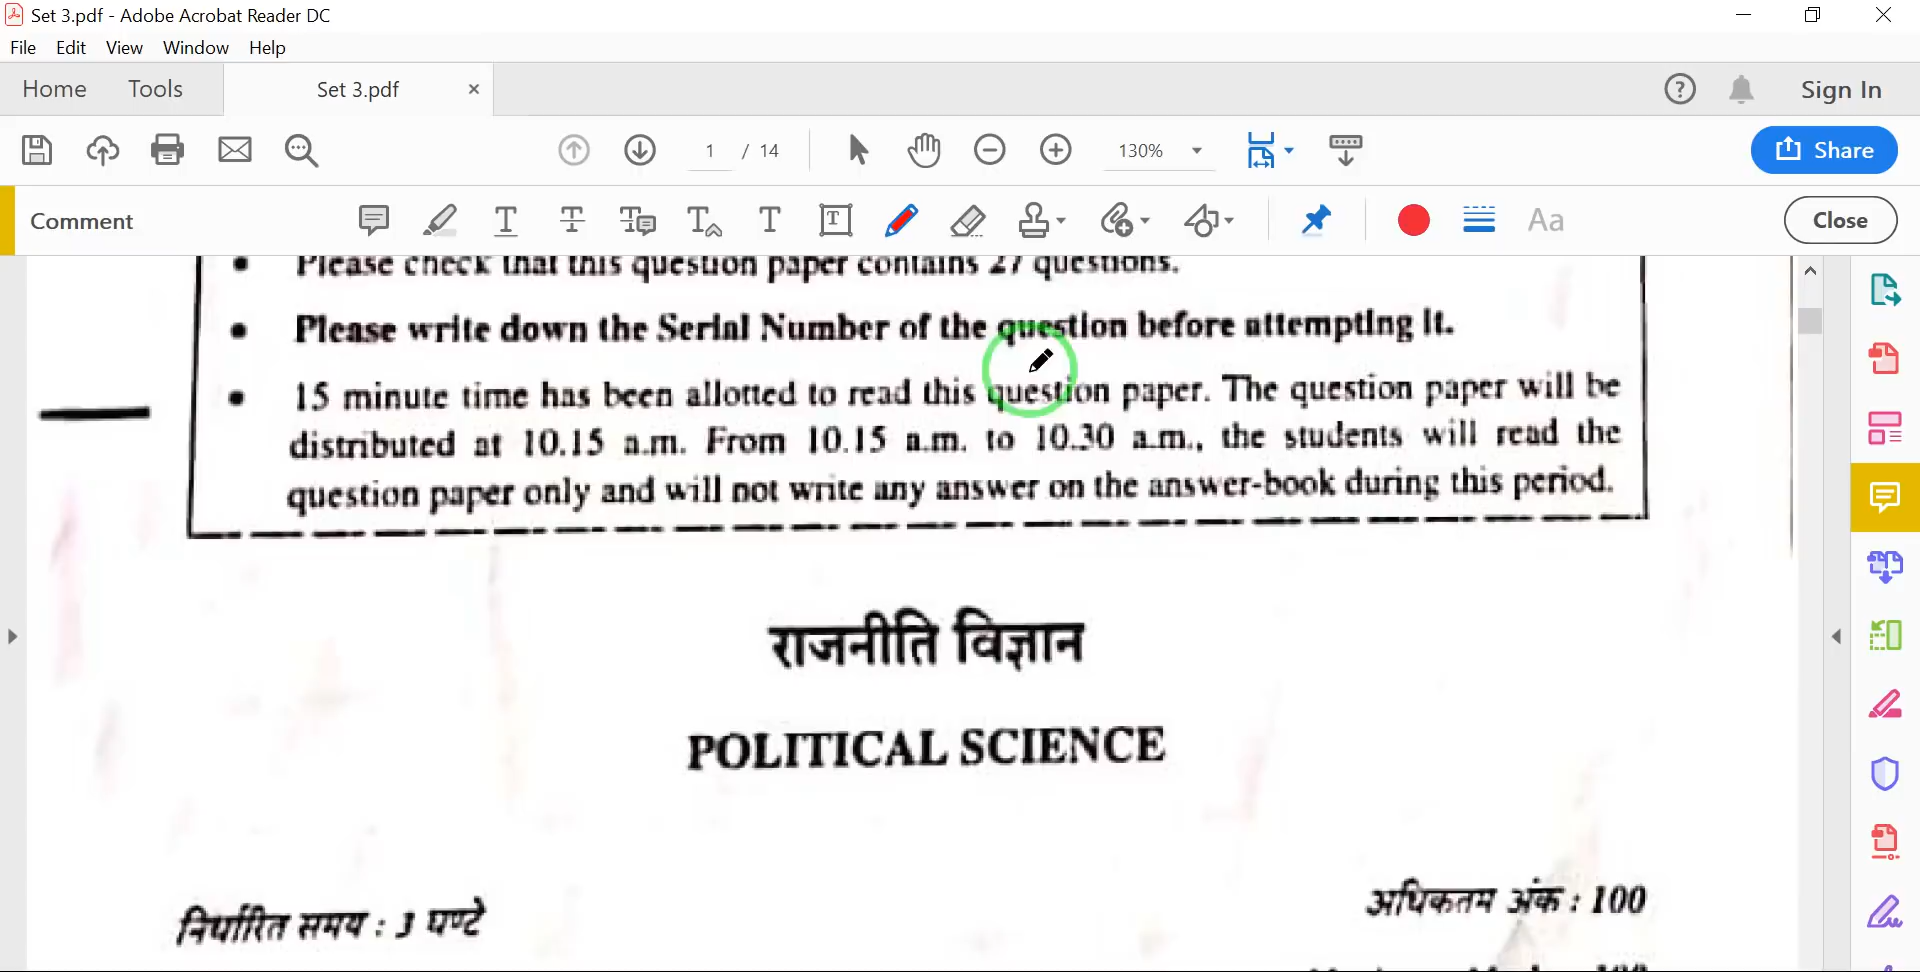 Set 3.pdf - Adobe Acrobat Reader DC
File Edit View Window Help
Home Tools Set 3.pdf × Sign In
1 / 14 130% Share
Comment Aa Close
Please check that this question paper contains 27 questions.
Please write down the Serial Number of the question before attempting it.
15 minute time has been allotted to read this question paper. The question paper will be
distributed at 10.15 a.m. From 10.15 a.m. to 10.30 a.m., the students will read the
question paper only and will not write any answer on the answer-book during this period.
राजनीति विज्ञान
POLITICAL SCIENCE
निर्धारित समय : 3 घण्टे
अधिकतम अंक : 100